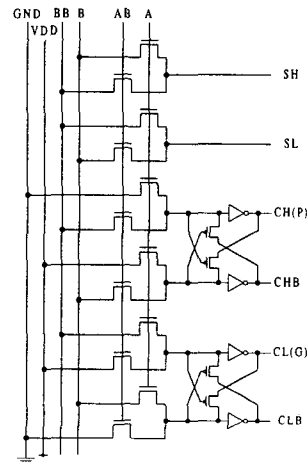 GND BB B AB A
VDD
SH
SL
CH(P)
CHB
CL(G)
CLB